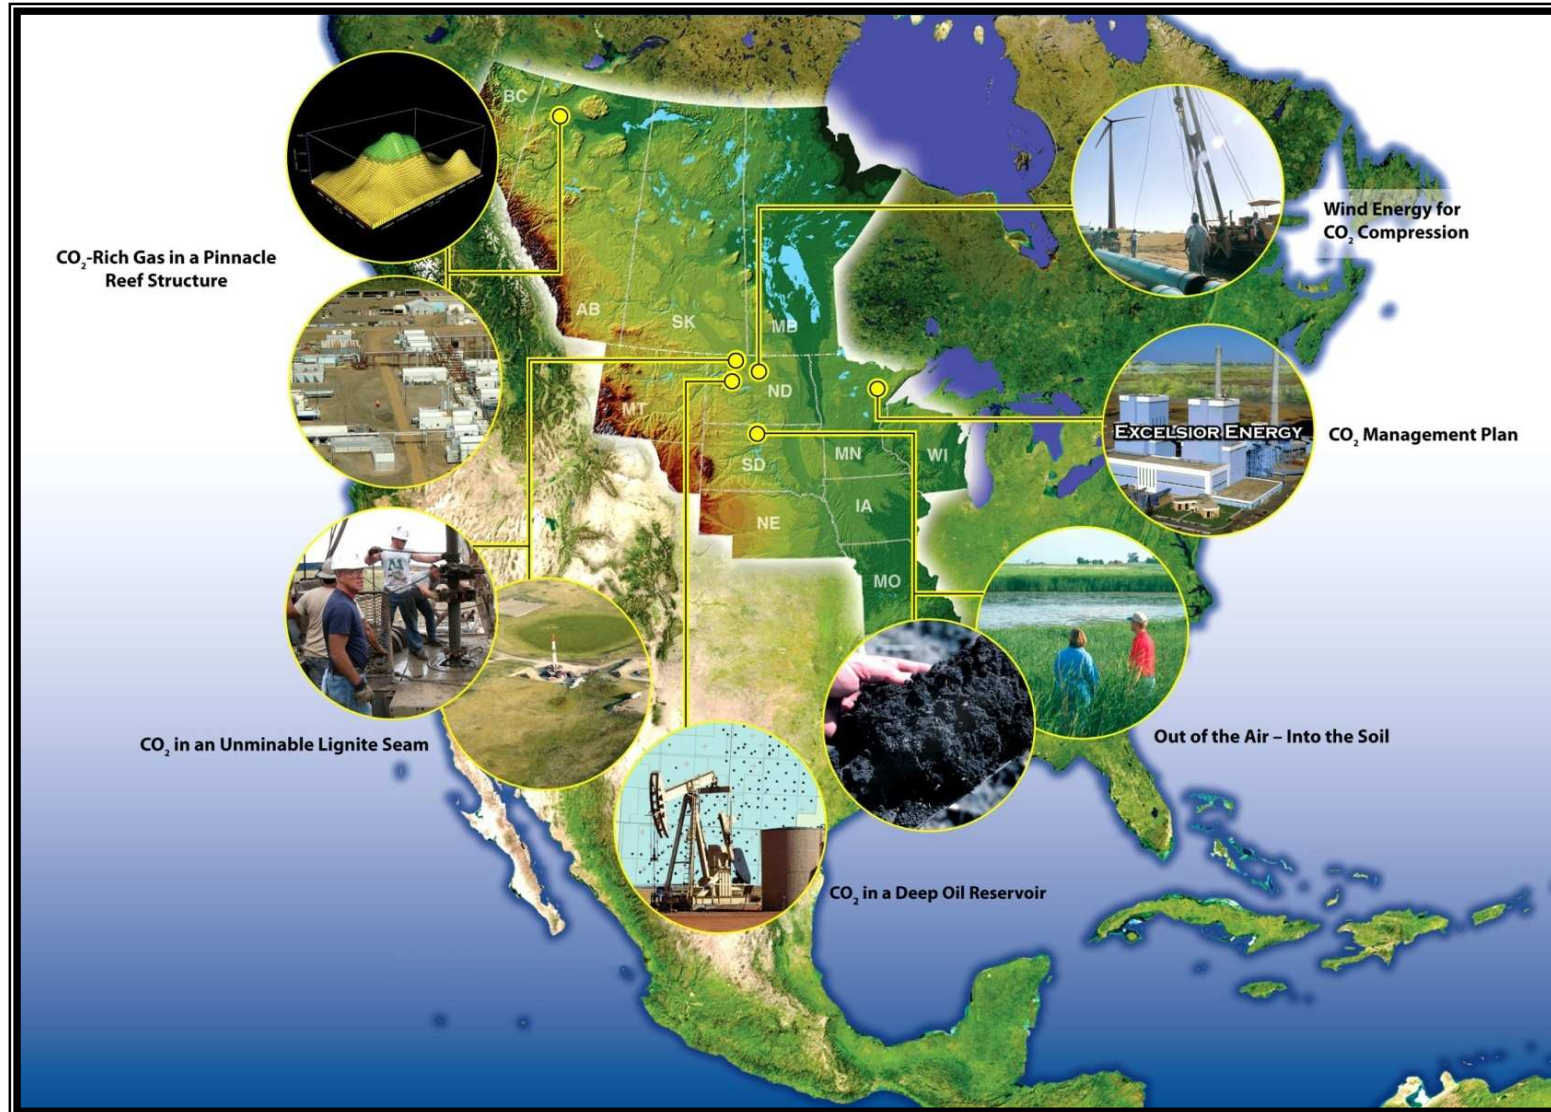 CO₂-Rich Gas in a Pinnacle
Reef Structure
BC
AB
SK
MB
Wind Energy for
CO₂ Compression
MT
ND
EXCELSIOR ENERGY
CO₂ Management Plan
SD
MN
WI
NE
IA
MO
CO₂ in an Unminable Lignite Seam
Out of the Air – Into the Soil
CO₂ in a Deep Oil Reservoir